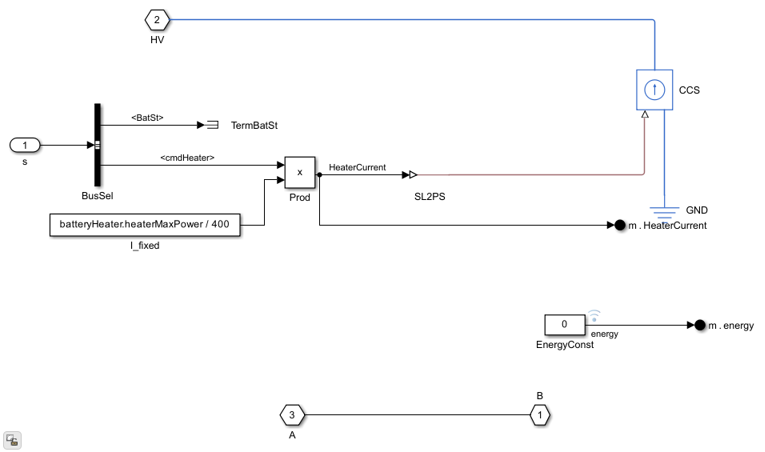 2
HV
CCS
<BatSt>
TermBatSt
1
s
<cmdHeater>
BusSel
x
Prod
HeaterCurrent
SL2PS
batteryHeater.heaterMaxPower / 400
I_fixed
GND
m . HeaterCurrent
0
energy
EnergyConst
m . energy
3
A
B
1